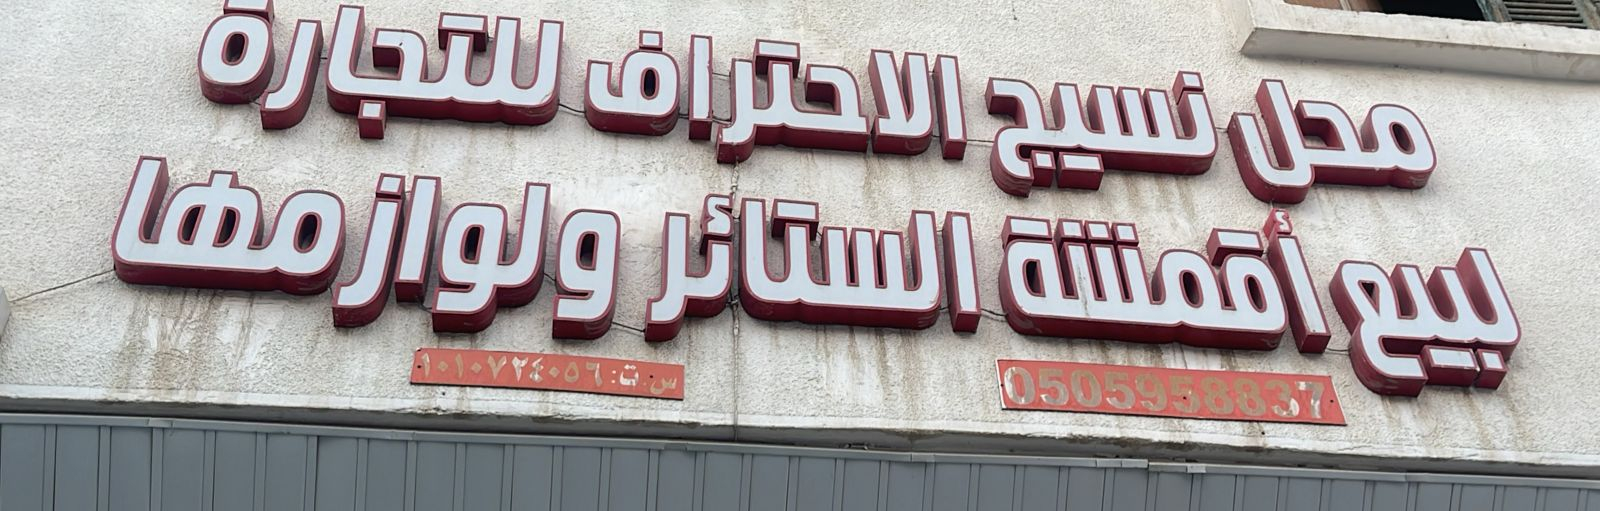 محل نسيج الاحتراف للتجارة
لبيع أقمشة الستائر ولوازمها
0505958837
س.ت: ١٠١٠٧٢٤٠٥٦